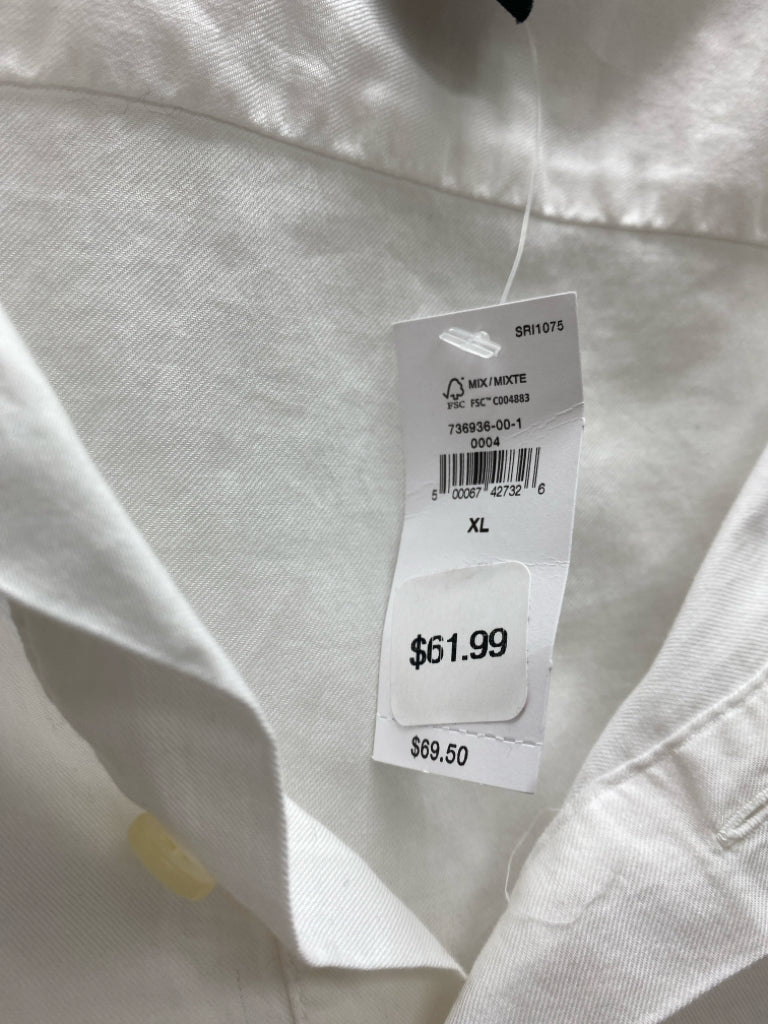 SRI1075
MIX/MIXTE
FSC FSC™ C004883
736936-00-1
0004
5 00067 42732 6
XL
$61.99
$69.50